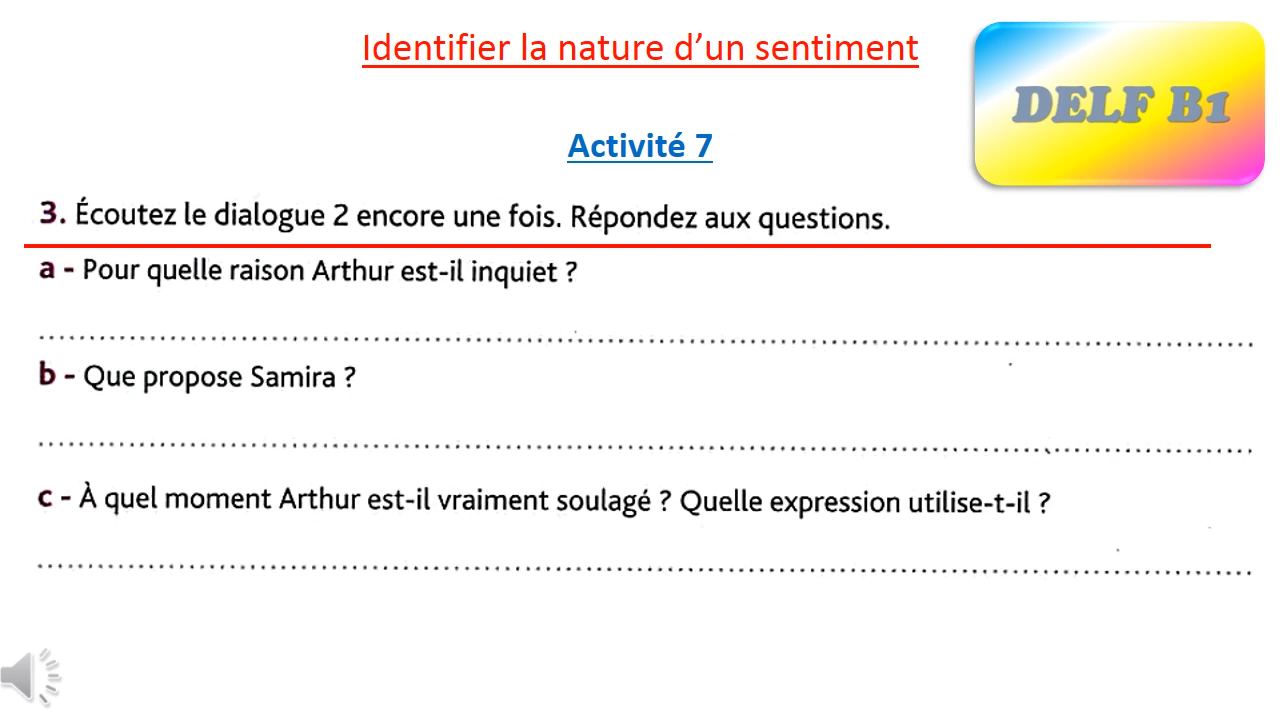 Identifier la nature d’un sentiment
DELF B1
Activité 7
3. Écoutez le dialogue 2 encore une fois. Répondez aux questions.
a - Pour quelle raison Arthur est-il inquiet ?
b - Que propose Samira ?
c - À quel moment Arthur est-il vraiment soulagé ? Quelle expression utilise-t-il ?